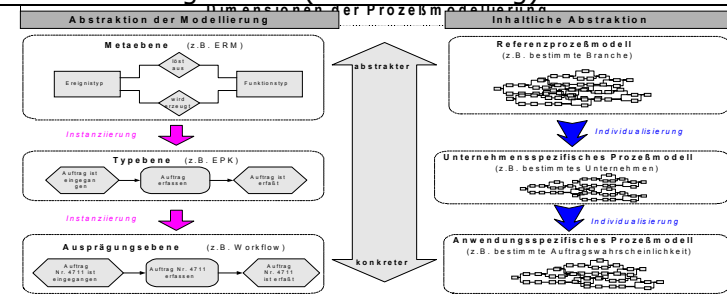 Dimensionen der Prozeßmodellierung
Abstraktion der Modellierung
Metaebene (z.B. ERM)
löst
aus
Ereignistyp
Funktionstyp
wird
erzeugt
Instanziierung
Typebene (z.B. EPK)
Auftrag ist
eingegan
gen
Auftrag
erfassen
Auftrag ist
erfaßt
Instanziierung
Ausprägungsebene (z.B. Workflow)
Auftrag
Nr. 4711 ist
eingegangen
Auftrag Nr. 4711
erfassen
Auftrag
Nr. 4711
ist erfaßt
abstrakter
konkreter
Inhaltliche Abstraktion
Referenzprozeßmodell
(z.B. bestimmte Branche)
Individualisierung
Unternehmensspezifisches Prozeßmodell
(z.B. bestimmtes Unternehmen)
Individualisierung
Anwendungsspezifisches Prozeßmodell
(z.B. bestimmte Auftragswahrscheinlichkeit)